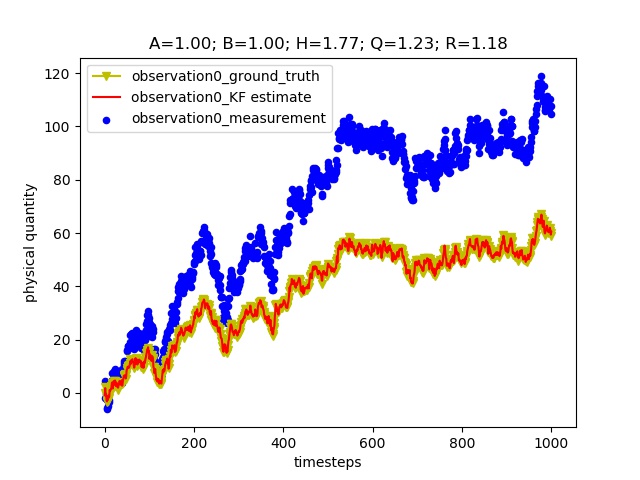 A=1.00; B=1.00; H=1.77; Q=1.23; R=1.18
observation0_ground_truth
observation0_KF estimate
observation0_measurement
120
100
80
60
40
20
0
physical quantity
0 200 400 600 800 1000
timesteps